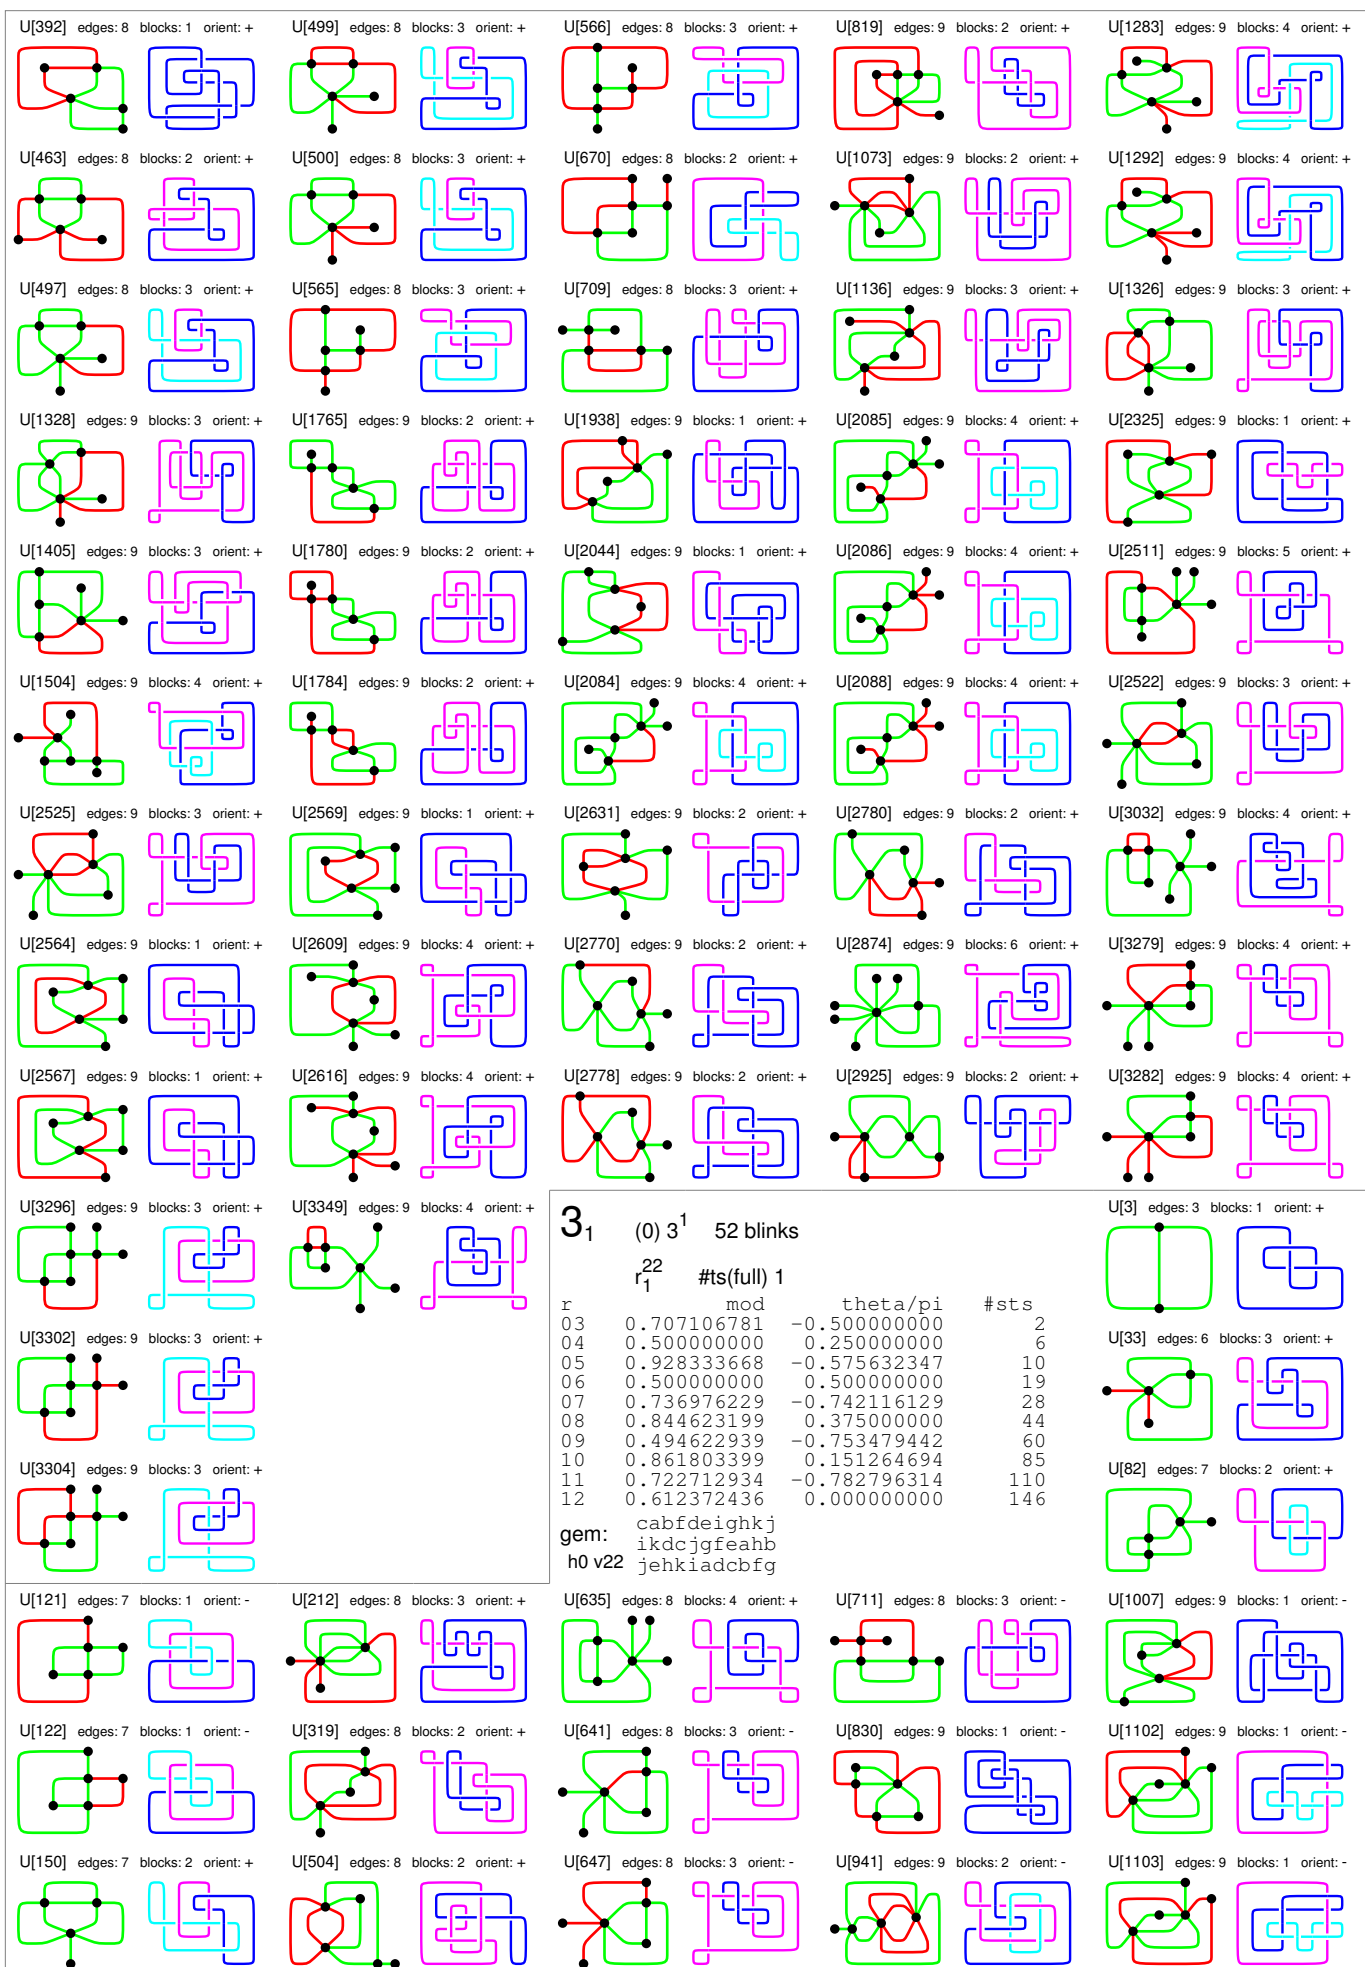 U[392] edges: 8 blocks: 1 orient: +
U[499] edges: 8 blocks: 3 orient: +
U[566] edges: 8 blocks: 3 orient: +
U[819] edges: 9 blocks: 2 orient: +
U[1283] edges: 9 blocks: 4 orient: +
U[463] edges: 8 blocks: 2 orient: +
U[500] edges: 8 blocks: 3 orient: +
U[670] edges: 8 blocks: 2 orient: +
U[1073] edges: 9 blocks: 2 orient: +
U[1292] edges: 9 blocks: 4 orient: +
U[497] edges: 8 blocks: 3 orient: +
U[565] edges: 8 blocks: 3 orient: +
U[709] edges: 8 blocks: 3 orient: +
U[1136] edges: 9 blocks: 3 orient: +
U[1326] edges: 9 blocks: 3 orient: +
U[1328] edges: 9 blocks: 3 orient: +
U[1765] edges: 9 blocks: 2 orient: +
U[1938] edges: 9 blocks: 1 orient: +
U[2085] edges: 9 blocks: 4 orient: +
U[2325] edges: 9 blocks: 1 orient: +
U[1405] edges: 9 blocks: 3 orient: +
U[1780] edges: 9 blocks: 2 orient: +
U[2044] edges: 9 blocks: 1 orient: +
U[2086] edges: 9 blocks: 4 orient: +
U[2511] edges: 9 blocks: 5 orient: +
U[1504] edges: 9 blocks: 4 orient: +
U[1784] edges: 9 blocks: 2 orient: +
U[2084] edges: 9 blocks: 4 orient: +
U[2088] edges: 9 blocks: 4 orient: +
U[2522] edges: 9 blocks: 3 orient: +
U[2525] edges: 9 blocks: 3 orient: +
U[2569] edges: 9 blocks: 1 orient: +
U[2631] edges: 9 blocks: 2 orient: +
U[2780] edges: 9 blocks: 2 orient: +
U[3032] edges: 9 blocks: 4 orient: +
U[2564] edges: 9 blocks: 1 orient: +
U[2609] edges: 9 blocks: 4 orient: +
U[2770] edges: 9 blocks: 2 orient: +
U[2874] edges: 9 blocks: 6 orient: +
U[3279] edges: 9 blocks: 4 orient: +
U[2567] edges: 9 blocks: 1 orient: +
U[2616] edges: 9 blocks: 4 orient: +
U[2778] edges: 9 blocks: 2 orient: +
U[2925] edges: 9 blocks: 2 orient: +
U[3282] edges: 9 blocks: 4 orient: +
U[3296] edges: 9 blocks: 3 orient: +
U[3349] edges: 9 blocks: 4 orient: +
U[3302] edges: 9 blocks: 3 orient: +
U[3304] edges: 9 blocks: 3 orient: +
3₁ (0) 3¹ 52 blinks
r₁²² #ts(full) 1
r mod theta/pi #sts
03 0.707106781 −0.500000000 2
04 0.500000000 0.250000000 6
05 0.928333668 −0.575632347 10
06 0.500000000 0.500000000 19
07 0.736976229 −0.742116129 28
08 0.844623199 0.375000000 44
09 0.494622939 −0.753479442 60
10 0.861803399 0.151264694 85
11 0.722712934 −0.782796314 110
12 0.612372436 0.000000000 146
gem: cabfdeighkj
ikdcjgfeahb
h0 v22 jehkiadcbfg
U[3] edges: 3 blocks: 1 orient: +
U[33] edges: 6 blocks: 3 orient: +
U[82] edges: 7 blocks: 2 orient: +
U[121] edges: 7 blocks: 1 orient: -
U[212] edges: 8 blocks: 3 orient: +
U[635] edges: 8 blocks: 4 orient: +
U[711] edges: 8 blocks: 3 orient: -
U[1007] edges: 9 blocks: 1 orient: -
U[122] edges: 7 blocks: 1 orient: -
U[319] edges: 8 blocks: 2 orient: +
U[641] edges: 8 blocks: 3 orient: -
U[830] edges: 9 blocks: 1 orient: -
U[1102] edges: 9 blocks: 1 orient: -
U[150] edges: 7 blocks: 2 orient: +
U[504] edges: 8 blocks: 2 orient: +
U[647] edges: 8 blocks: 3 orient: -
U[941] edges: 9 blocks: 2 orient: -
U[1103] edges: 9 blocks: 1 orient: -